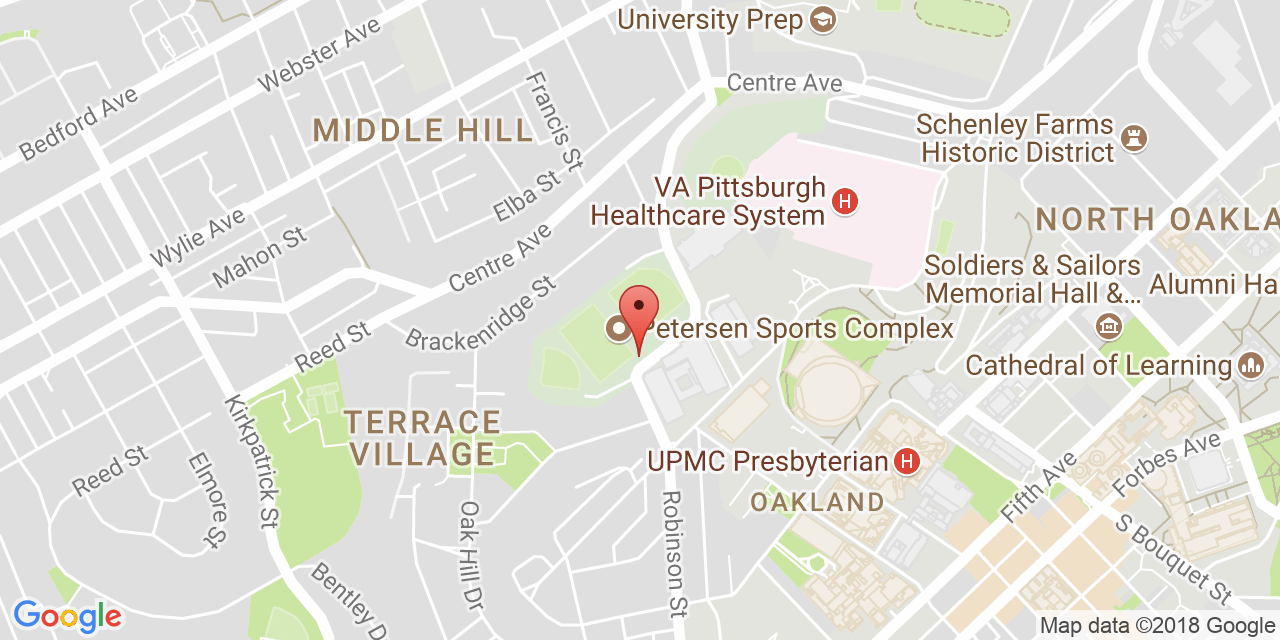 University Prep
Webster Ave
Centre Ave
Bedford Ave
Francis St
MIDDLE HILL
Schenley Farms
Historic District
VA Pittsburgh
Healthcare System
Elba St
Wylie Ave
NORTH OAKLA
Mahon St
Centre Ave
Soldiers & Sailors
Memorial Hall &...
Alumni Ha
Brackenridge St
Reed St
Petersen Sports Complex
Cathedral of Learning
Kirkpatrick St
TERRACE
VILLAGE
Reed St
Elmore St
UPMC Presbyterian
H
H
OAKLAND
Fifth Ave
Forbes Ave
Oak Hill Dr
Robinson St
S Bouquet St
Bentley D
Google
Map data ©2018 Google